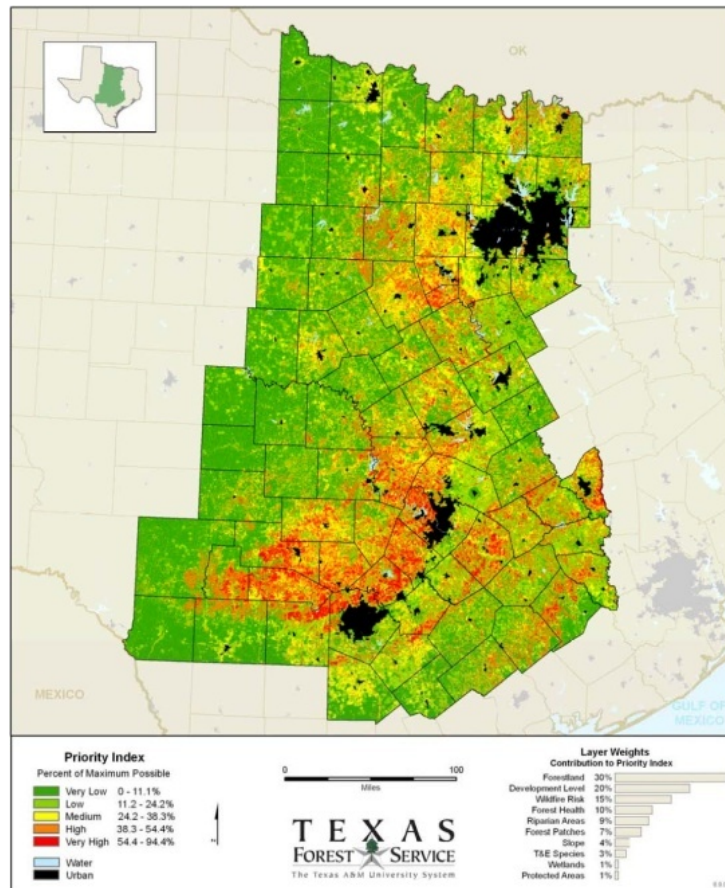 OK
MEXICO
GULF OF
MEXICO
Priority Index
Percent of Maximum Possible
Very Low 0 - 11.1%
Low 11.2 - 24.2%
Medium 24.2 - 38.3%
High 38.3 - 54.4%
Very High 54.4 - 94.4%
Water
Urban
0 100
Miles
TEXAS
FOREST SERVICE
The Texas A&M University System
Layer Weights
Contribution to Priority Index
Forestland 30%
Development Level 20%
Wildfire Risk 15%
Forest Health 10%
Riparian Areas 9%
Forest Patches 7%
Slope 4%
T&E Species 3%
Wetlands 1%
Protected Areas 1%